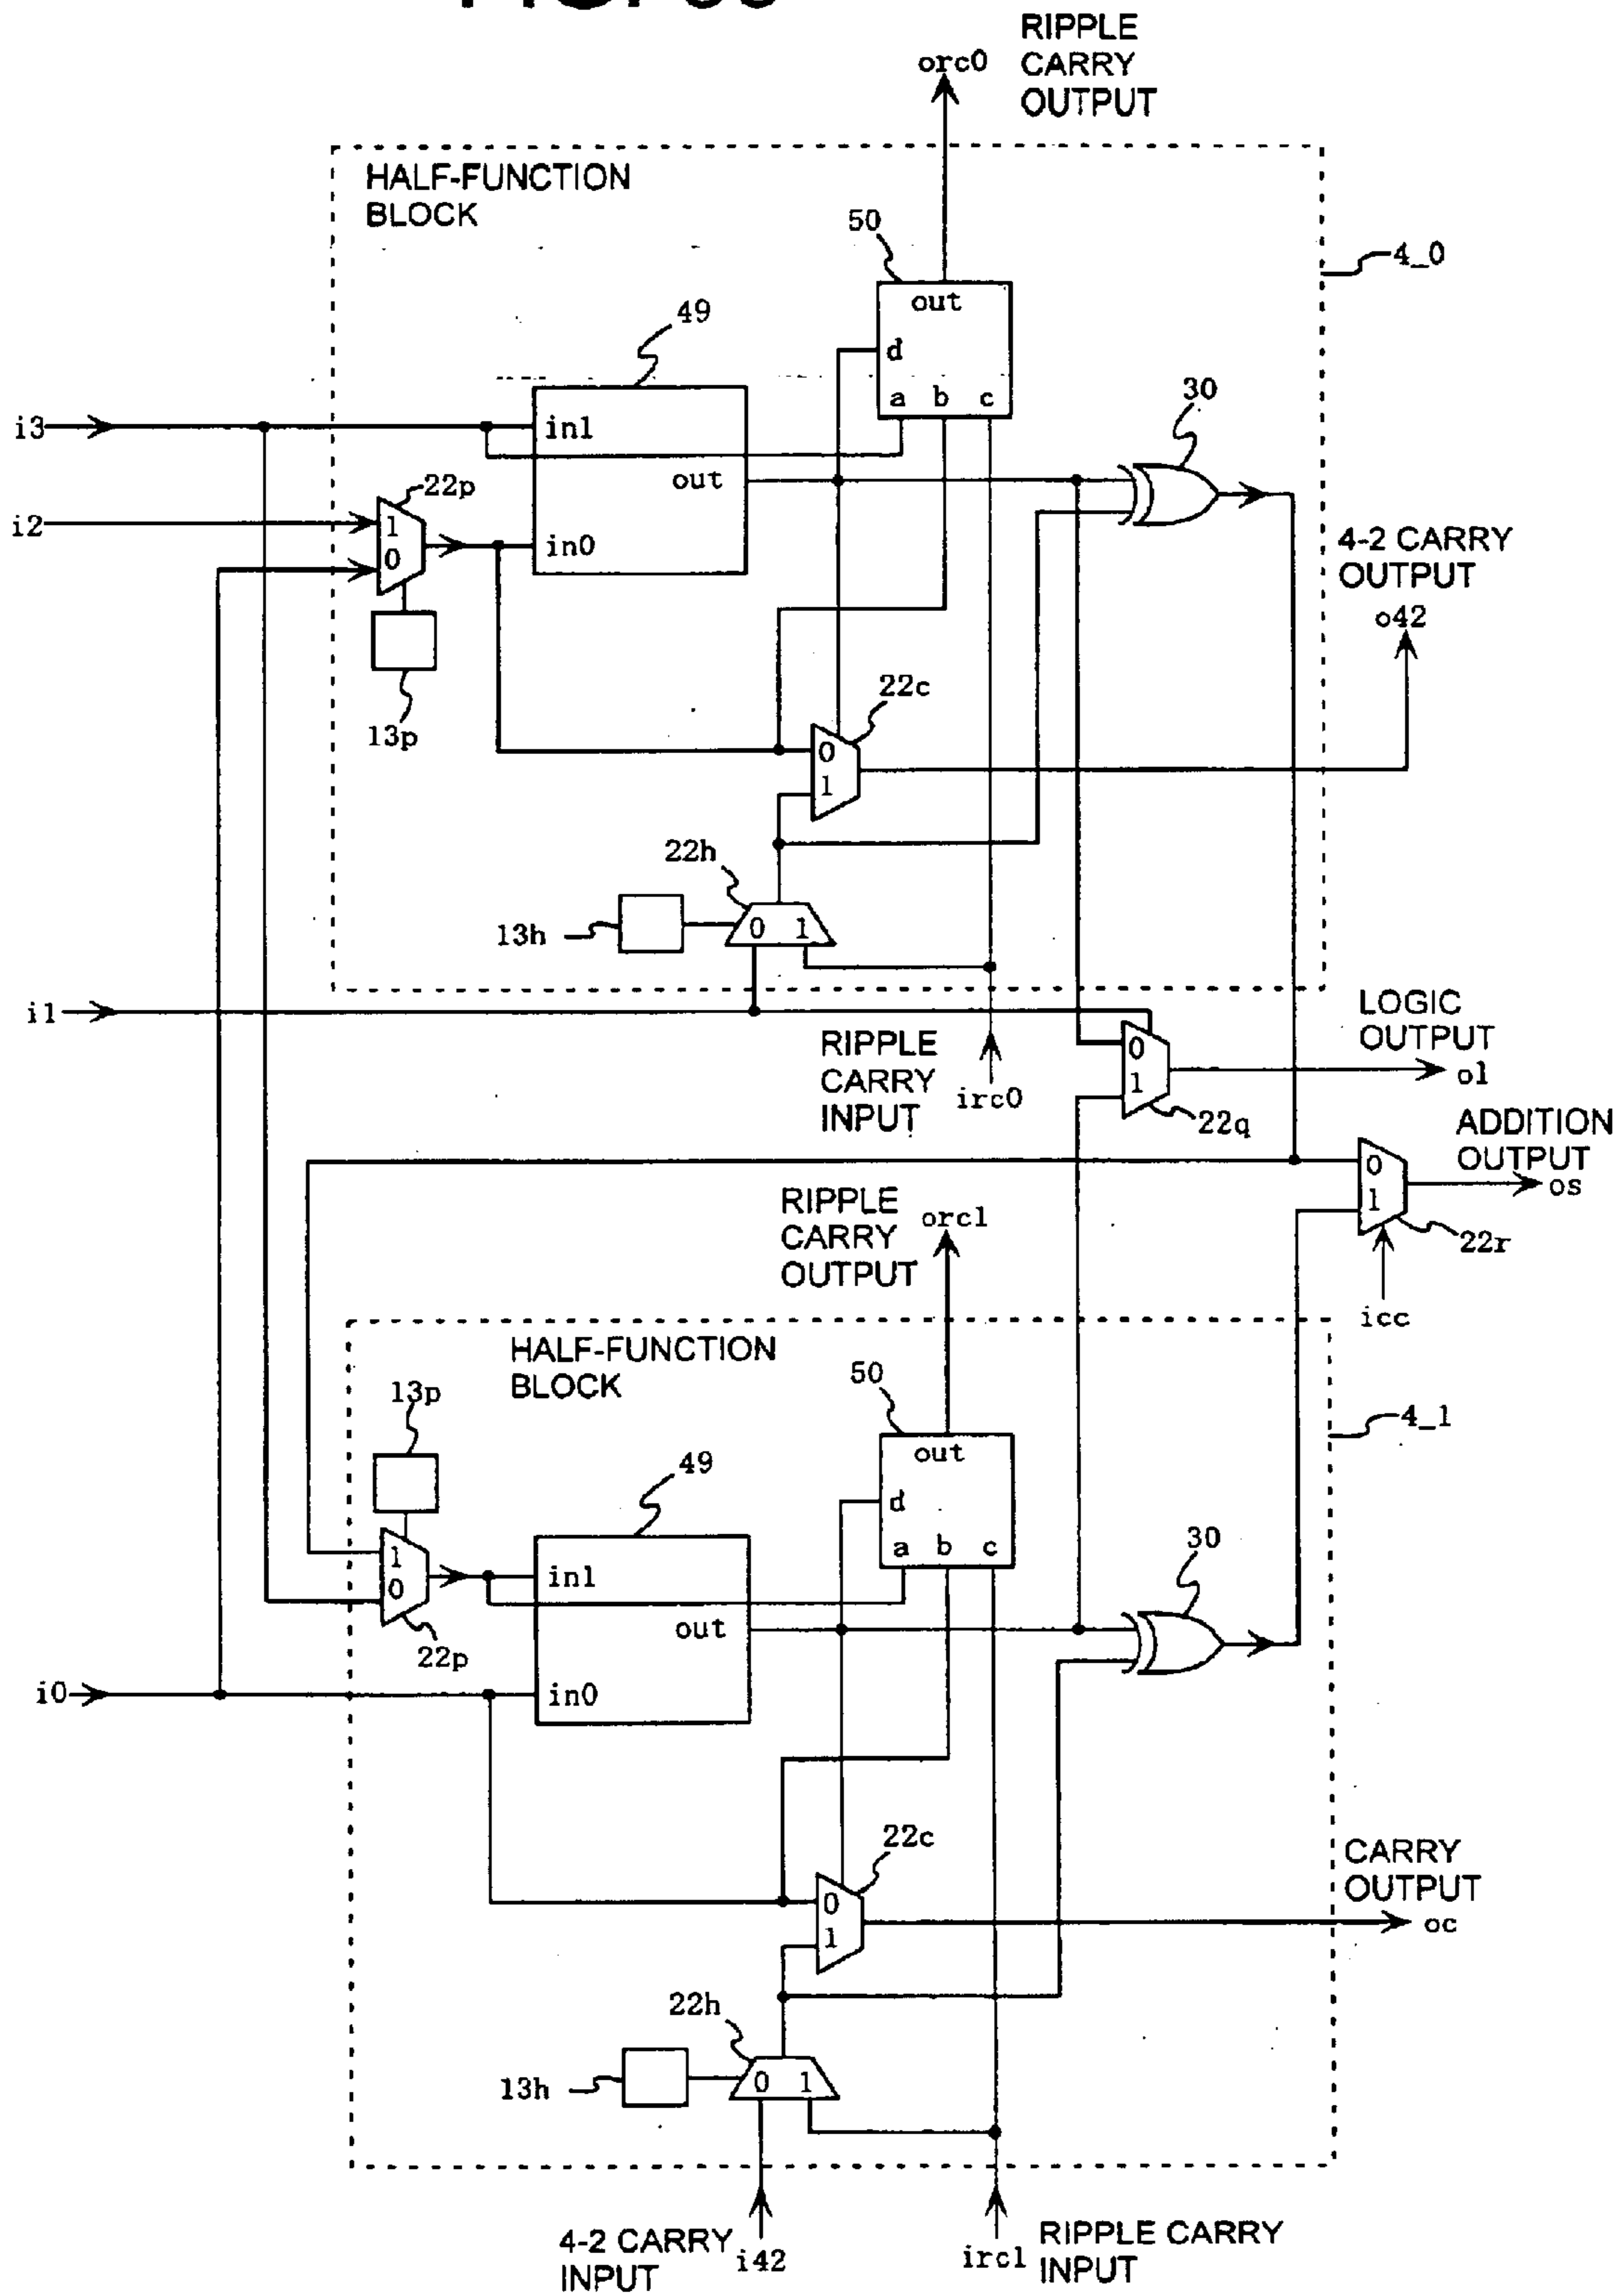 RIPPLE
CARRY
OUTPUT
orc0
HALF-FUNCTION
BLOCK
50
4_0
out
d
a b c
49
30
i3
in1
out
22p
i2
1
0
in0
4-2 CARRY
OUTPUT
o42
13p
22c
0
1
22h
13h
0 1
i1
LOGIC
OUTPUT
ol
RIPPLE
CARRY
INPUT
irc0
0
1
22q
ADDITION
OUTPUT
os
0
1
22r
icc
RIPPLE
CARRY
OUTPUT
orc1
HALF-FUNCTION
BLOCK
50
4_1
13p
out
d
a b c
49
30
1
0
22p
in1
out
i0
in0
22c
0
1
CARRY
OUTPUT
oc
22h
13h
0 1
4-2 CARRY
INPUT
i42
irc1
RIPPLE CARRY
INPUT